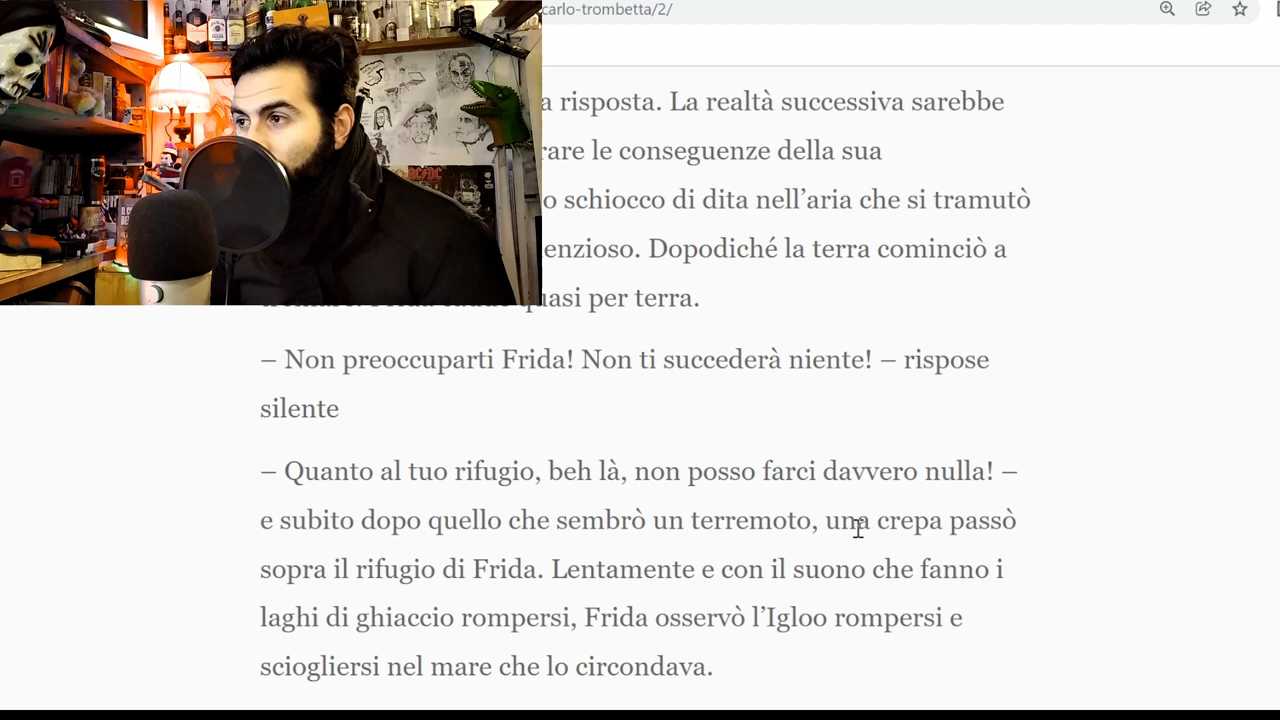 carlo-trombetta/2/
a risposta. La realtà successiva sarebbe
rare le conseguenze della sua
o schiocco di dita nell’aria che si tramutò
enzioso. Dopodiché la terra cominciò a
quasi per terra.
– Non preoccuparti Frida! Non ti succederà niente! – rispose
silente
– Quanto al tuo rifugio, beh là, non posso farci davvero nulla! –
e subito dopo quello che sembrò un terremoto, una crepa passò
sopra il rifugio di Frida. Lentamente e con il suono che fanno i
laghi di ghiaccio rompersi, Frida osservò l’Igloo rompersi e
sciogliersi nel mare che lo circondava.
AC/DC